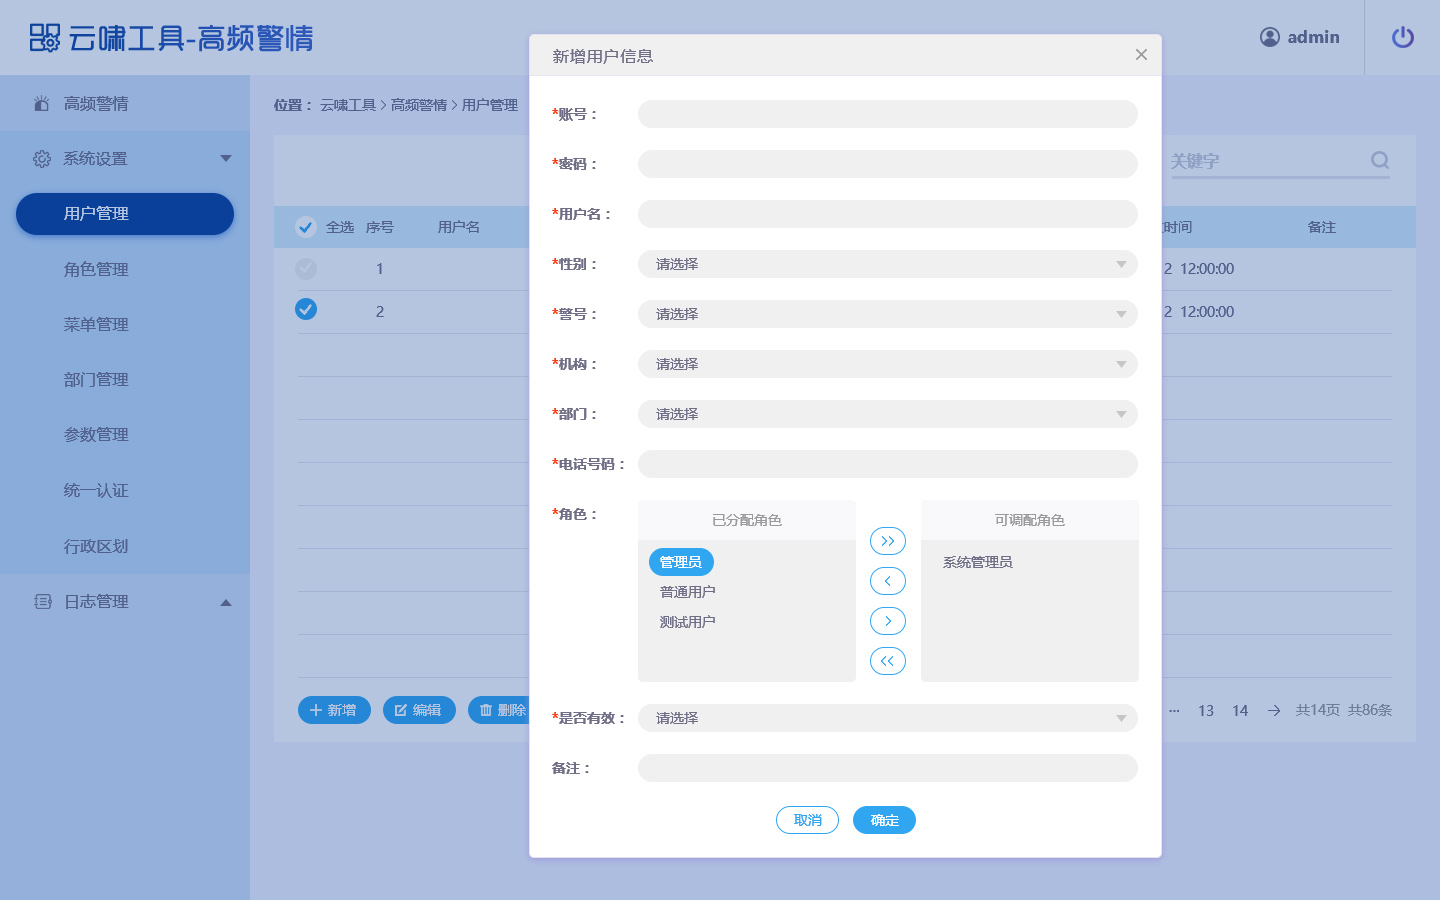 云啸工具-高频警情
admin
高频警情
系统设置
用户管理
角色管理
菜单管理
部门管理
参数管理
统一认证
行政区划
日志管理
位置： 云啸工具 > 高频警情 > 用户管理
关键字
全选 序号 用户名 时间 备注
1 2 12:00:00
2 2 12:00:00
新增 编辑 删除
··· 13 14 → 共14页 共86条
新增用户信息
*账号：
*密码：
*用户名：
*性别： 请选择
*警号： 请选择
*机构： 请选择
*部门： 请选择
*电话号码：
*角色：
已分配角色
管理员
普通用户
测试用户
>>
<
>
<<
可调配角色
系统管理员
*是否有效： 请选择
备注：
取消 确定